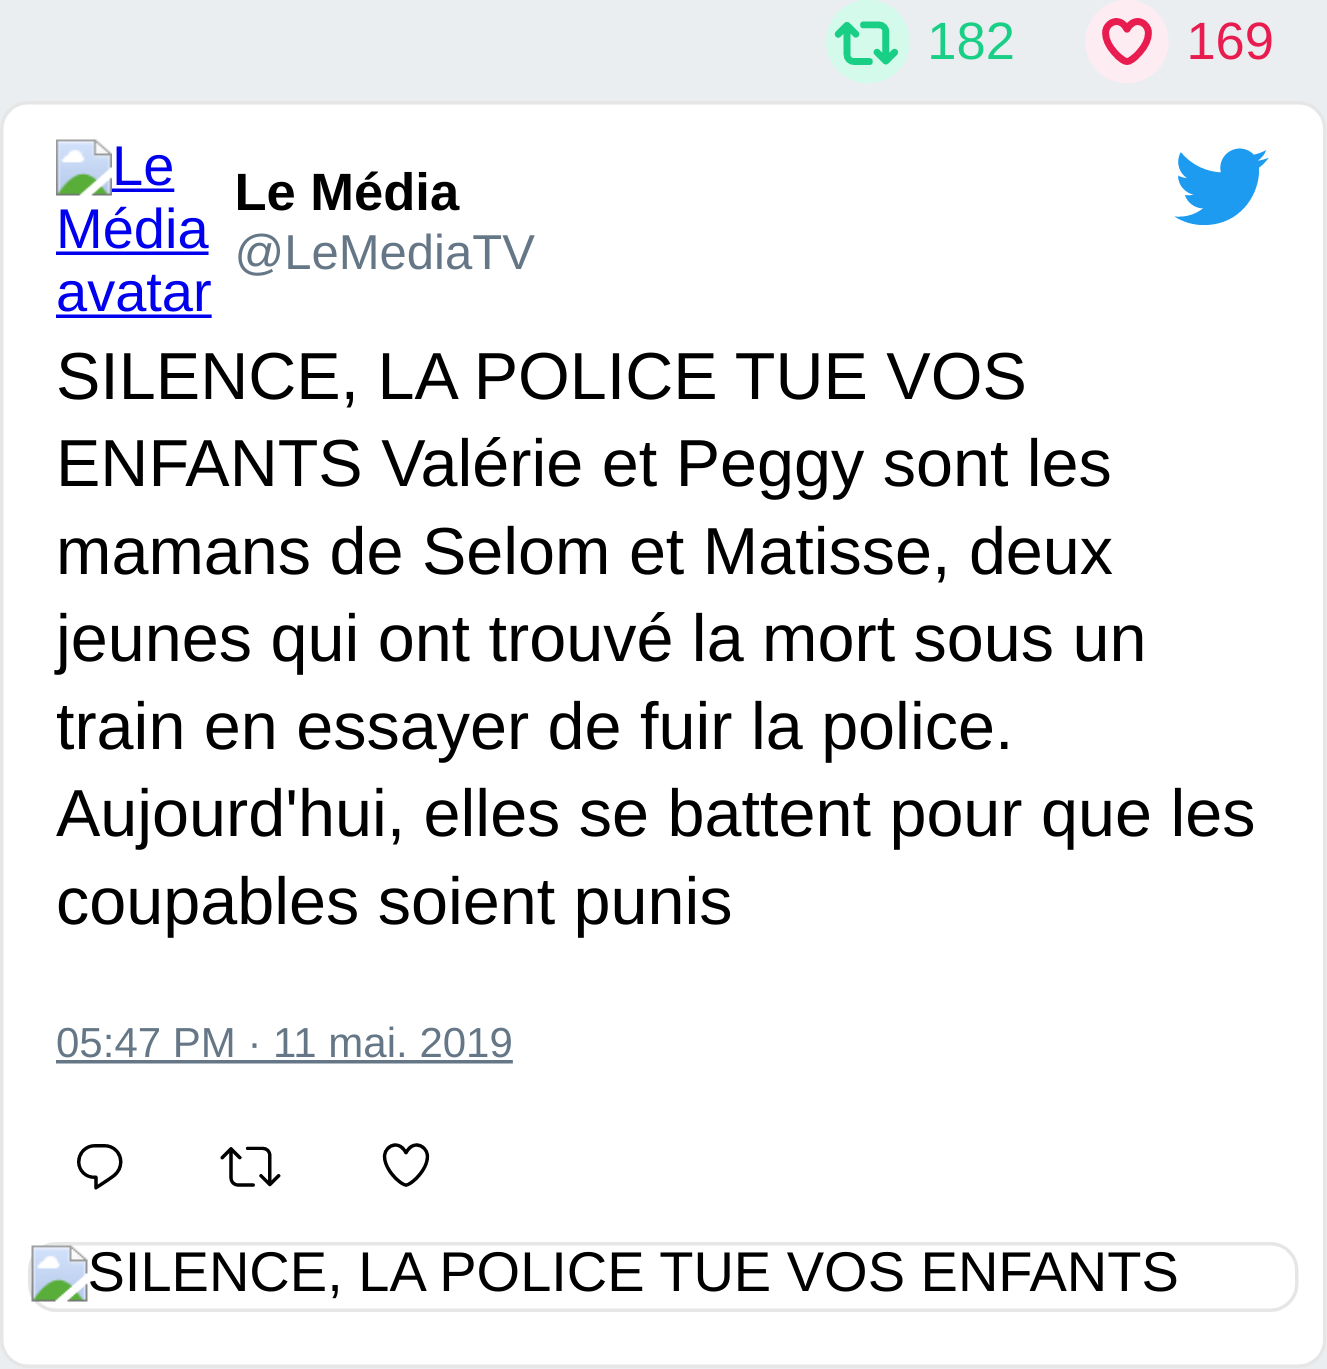 182 169
Le Média avatar
Le Média
@LeMediaTV
SILENCE, LA POLICE TUE VOS
ENFANTS Valérie et Peggy sont les
mamans de Selom et Matisse, deux
jeunes qui ont trouvé la mort sous un
train en essayer de fuir la police.
Aujourd'hui, elles se battent pour que les
coupables soient punis
05:47 PM · 11 mai. 2019
SILENCE, LA POLICE TUE VOS ENFANTS